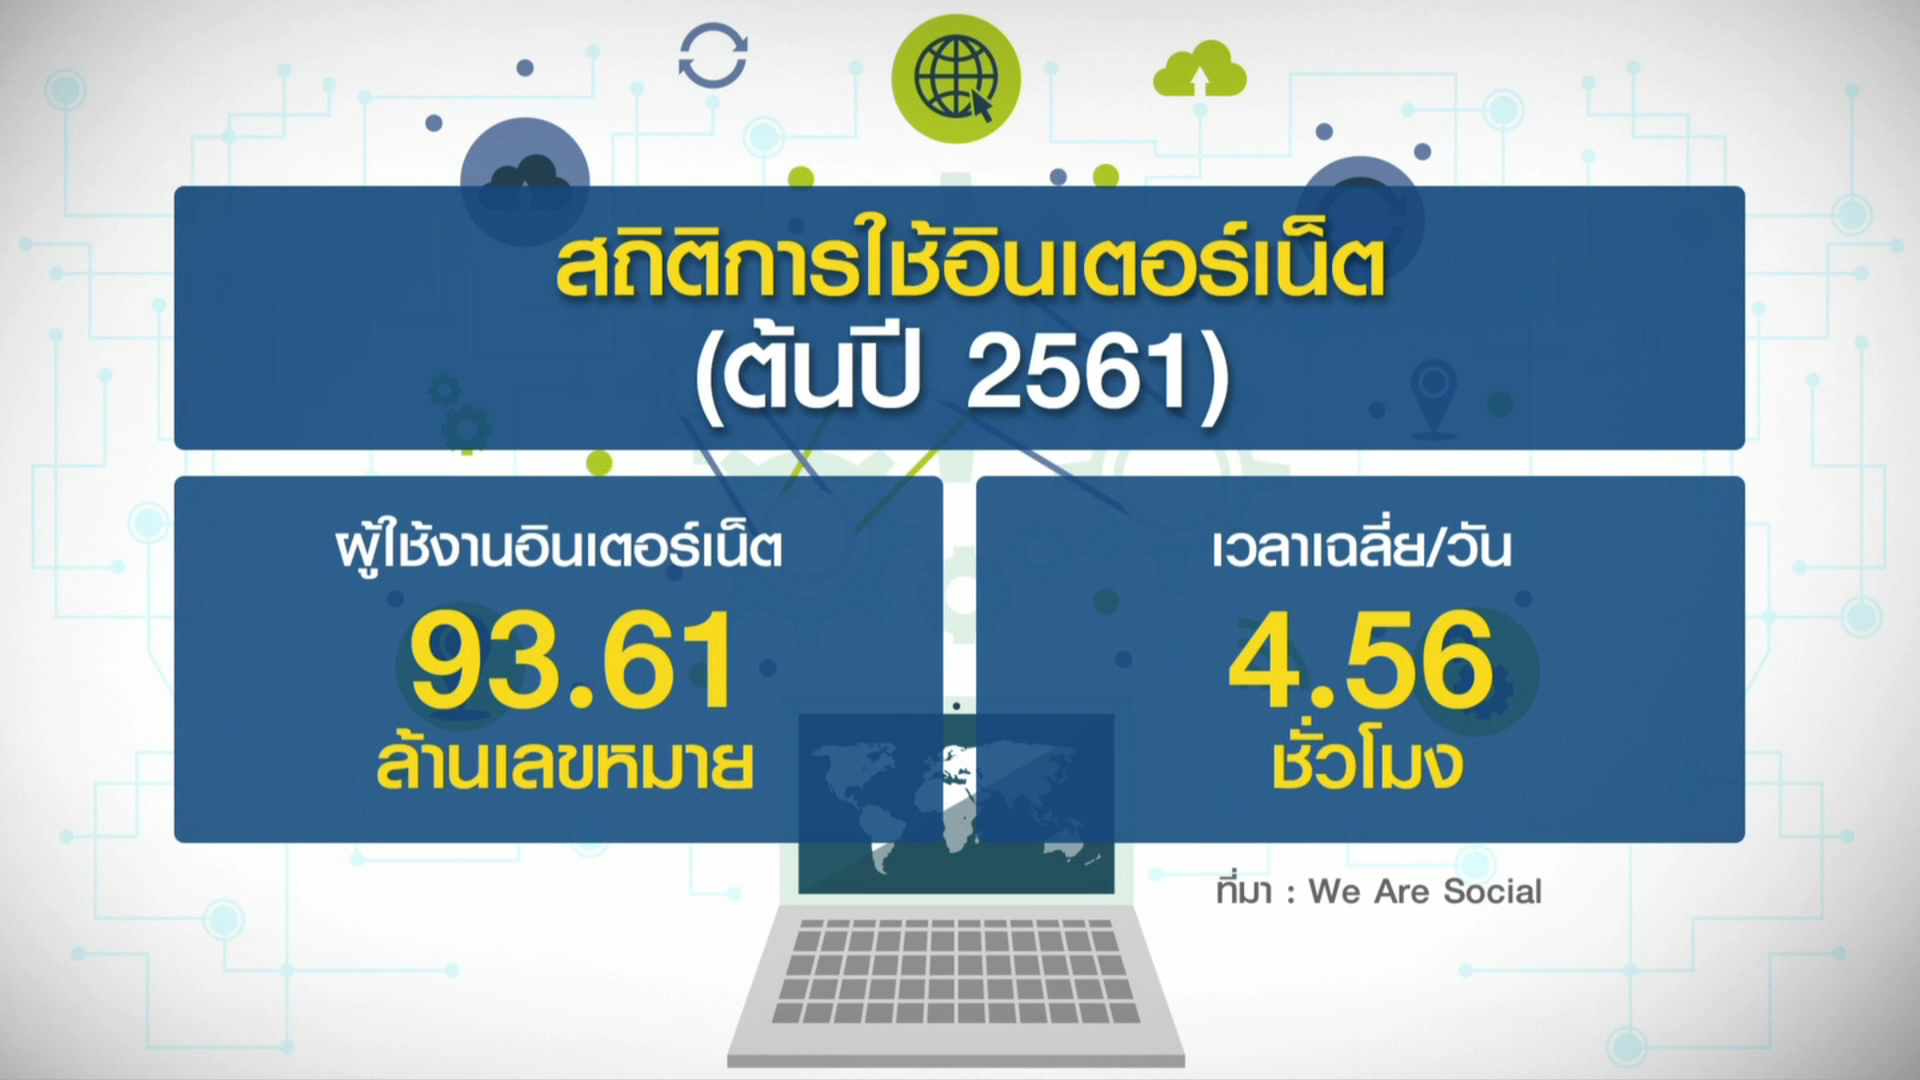 สถิติการใช้อินเตอร์เน็ต
(ต้นปี 2561)
ผู้ใช้งานอินเตอร์เน็ต
93.61
ล้านเลขหมาย
เวลาเฉลี่ย/วัน
4.56
ชั่วโมง
ที่มา : We Are Social